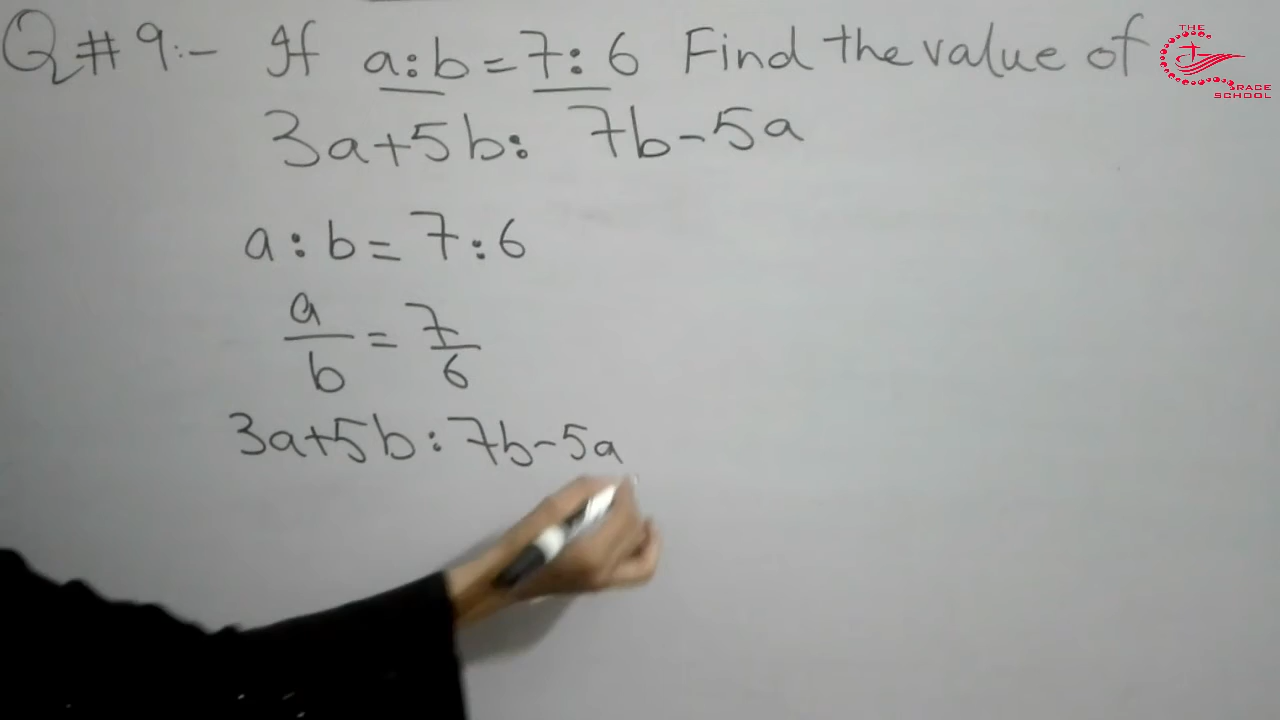 Q#9:- If a:b=7:6 Find the value of
3a+5b: 7b-5a
a:b=7:6
a/b = 7/6
3a+5b:7b-5a
THE
GRACE
SCHOOL